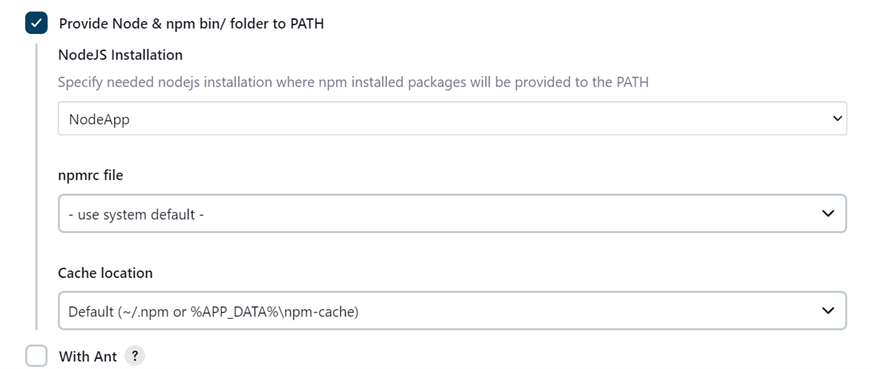 Provide Node & npm bin/ folder to PATH
NodeJS Installation
Specify needed nodejs installation where npm installed packages will be provided to the PATH
NodeApp
npmrc file
- use system default -
Cache location
Default (~/.npm or %APP_DATA%\npm-cache)
With Ant ?